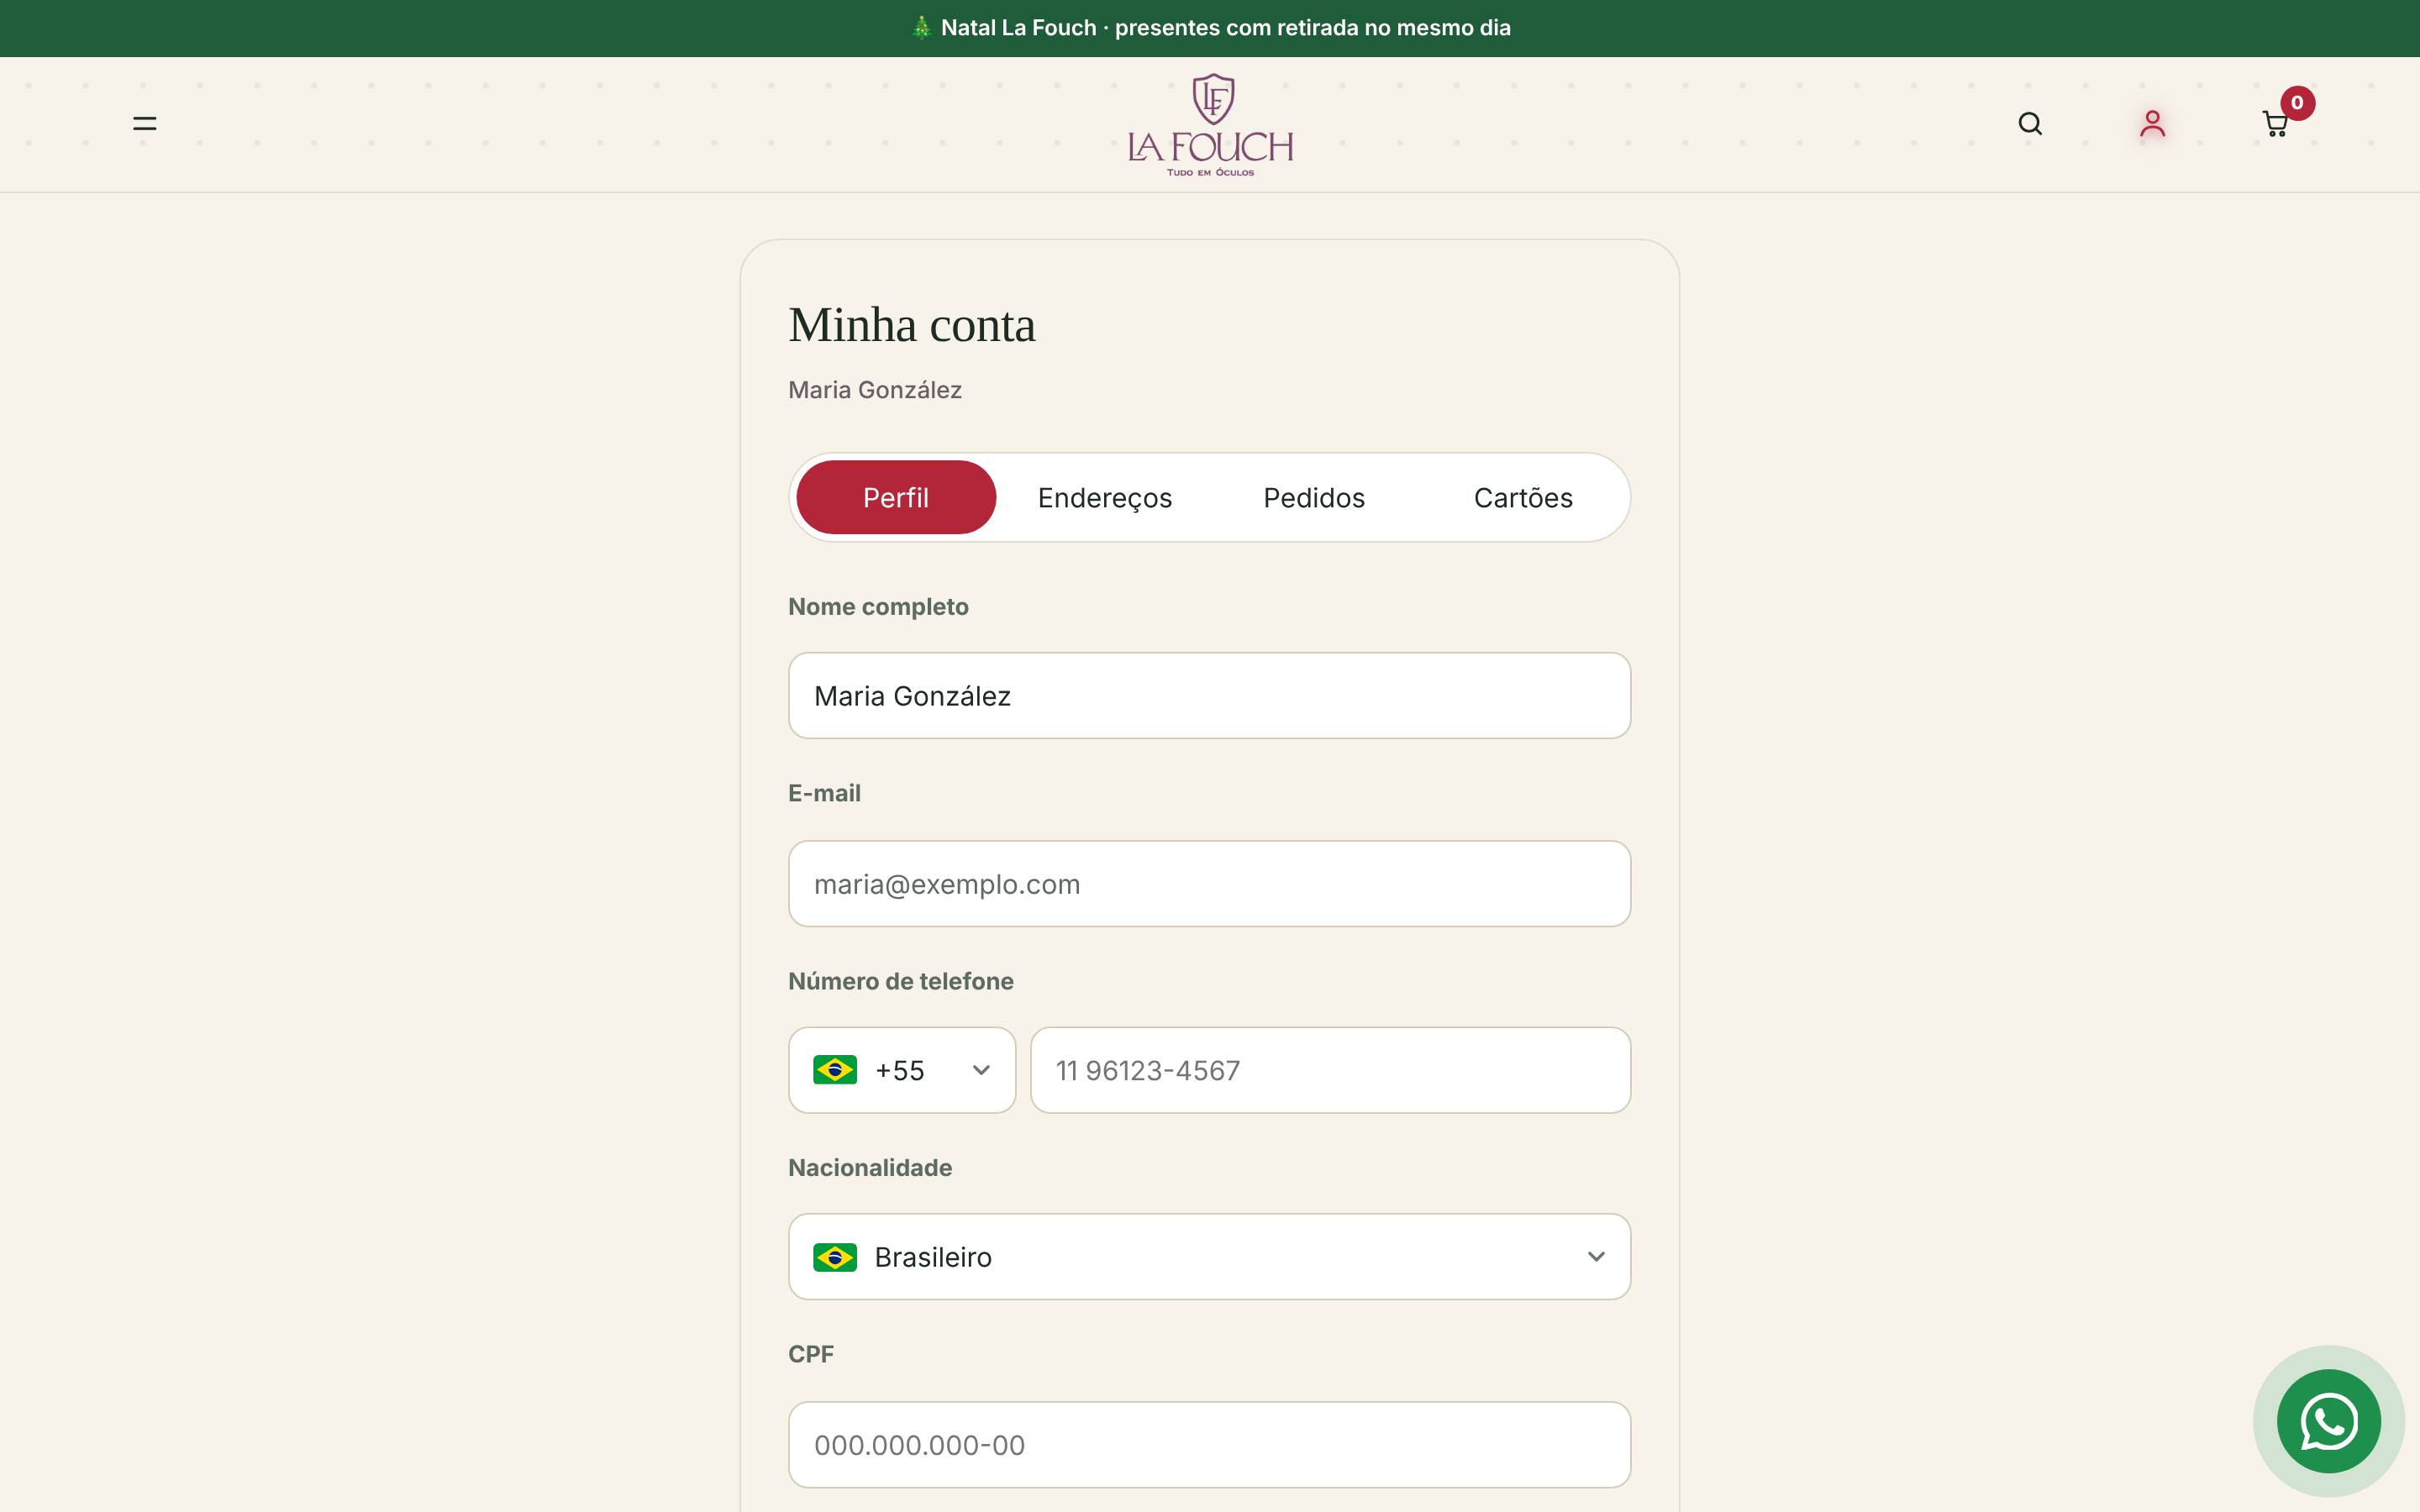 🎄 Natal La Fouch · presentes com retirada no mesmo dia
LF
LA FOUCH
TUDO EM ÓCULOS
0
Minha conta
Maria González
Perfil Endereços Pedidos Cartões
Nome completo
Maria González
E-mail
maria@exemplo.com
Número de telefone
+55 11 96123-4567
Nacionalidade
Brasileiro
CPF
000.000.000-00